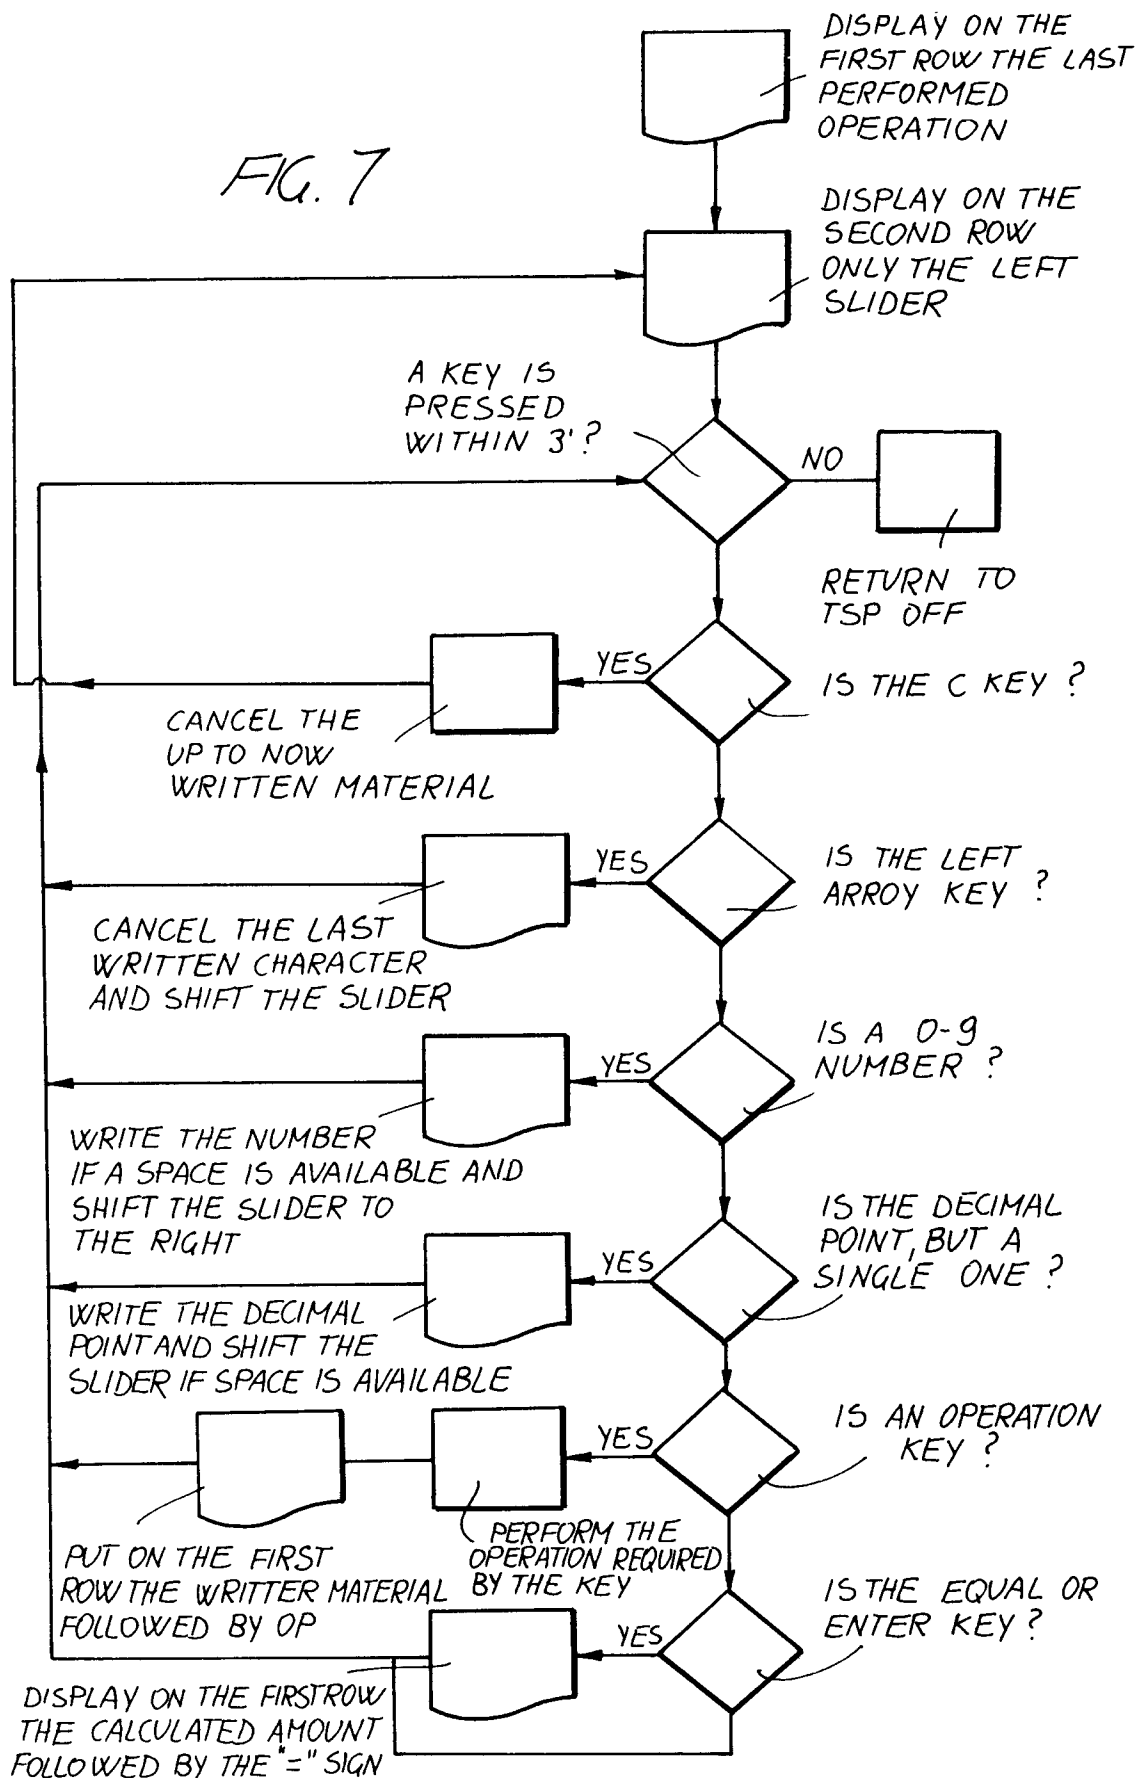 DISPLAY ON THE
FIRST ROW THE LAST
PERFORMED
OPERATION
FIG. 7
DISPLAY ON THE
SECOND ROW
ONLY THE LEFT
SLIDER
A KEY IS
PRESSED
WITHIN 3' ?
NO
RETURN TO
TSP OFF
YES
IS THE C KEY ?
CANCEL THE
UP TO NOW
WRITTEN MATERIAL
YES
IS THE LEFT
ARROY KEY ?
CANCEL THE LAST
WRITTEN CHARACTER
AND SHIFT THE SLIDER
YES
IS A 0-9
NUMBER ?
WRITE THE NUMBER
IF A SPACE IS AVAILABLE AND
SHIFT THE SLIDER TO
THE RIGHT
YES
IS THE DECIMAL
POINT, BUT A
SINGLE ONE ?
WRITE THE DECIMAL
POINT AND SHIFT THE
SLIDER IF SPACE IS AVAILABLE
YES
IS AN OPERATION
KEY ?
PERFORM THE
OPERATION REQUIRED
BY THE KEY
PUT ON THE FIRST
ROW THE WRITTER MATERIAL
FOLLOWED BY OP
YES
IS THE EQUAL OR
ENTER KEY ?
DISPLAY ON THE FIRST ROW
THE CALCULATED AMOUNT
FOLLOWED BY THE "=" SIGN